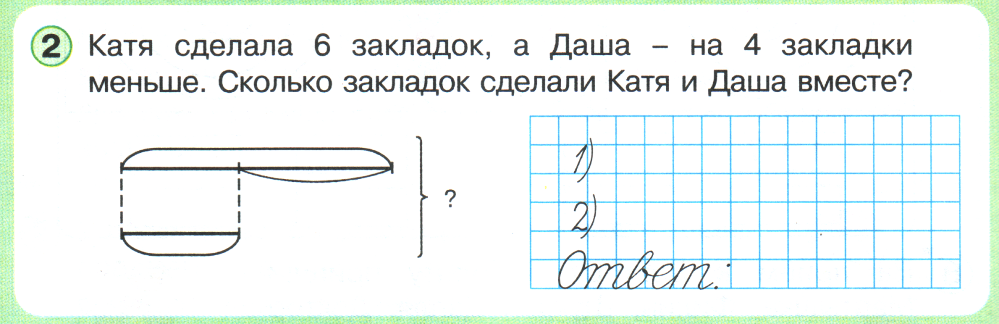 2 Катя сделала 6 закладок, а Даша – на 4 закладки
меньше. Сколько закладок сделали Катя и Даша вместе?
?
1)
2)
Ответ: